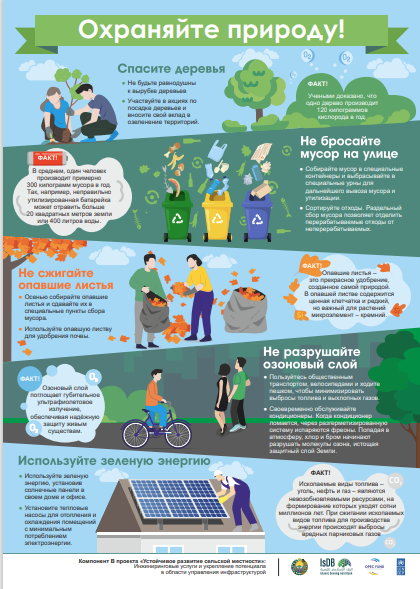 Охраняйте природу!
Спасите деревья
• Не будьте равнодушны
к вырубке деревьев
• Участвуйте в акциях по
посадке деревьев и
вносите свой вклад в
озеленение территорий.
ФАКТ!
Учеными доказано, что
одно дерево производит
120 килограммов
кислорода в год.
ФАКТ!
В среднем, один человек
производит примерно
300 килограмм мусора в год.
Так, например, неправильно
утилизированная батарейка
может отравить больше
20 квадратных метров земли
или 400 литров воды.
Не бросайте
мусор на улице
• Собирайте мусор в специальные
контейнеры и выбрасывайте в
специальные урны для
дальнейшего вывоза мусора и
утилизации.
• Сортируйте отходы. Раздельный
сбор мусора позволяет отделить
перерабатываемые отходы от
неперерабатываемых.
Не сжигайте
опавшие листья
• Осенью собирайте опавшие
листья и сдавайте их в
специальные пункты сбора
мусора.
• Используйте опавшую листву
для удобрения почвы.
ФАКТ!
Опавшие листья –
это прекрасное удобрение,
созданное самой природой.
В опавшей листве содержится
ценная клетчатка и редкий,
но важный для растений
микроэлемент – кремний.
ФАКТ!
Озоновый слой
поглощает губительное
ультрафиолетовое
излучение,
обеспечивая надёжную
защиту живым
существам.
Не разрушайте
озоновый слой
• Пользуйтесь общественным
транспортом, велосипедами и ходите
пешком, чтобы минимизировать
выбросы топлива и выхлопных газов.
• Своевременно обслуживайте
кондиционеры. Когда кондиционер
ломается, через разгерметизированную
систему испаряются фреоны. Попадая в
атмосферу, хлор и бром начинают
разрушать молекулы озона, истощая
защитный слой Земли.
Используйте зеленую энергию
• Используйте зеленую
энергию, установив
солнечные панели в
своем доме и офисе.
• Установите тепловые
насосы для отопления и
охлаждения помещений
с минимальным
потреблением
электроэнергии.
ФАКТ!
Ископаемые виды топлива –
уголь, нефть и газ – являются
невозобновляемыми ресурсами, на
формирование которых уходят сотни
миллионов лет. При сжигании ископаемых
видов топлива для производства
энергии происходят выбросы
вредных парниковых газов.
Компонент B проекта «Устойчивое развитие сельской местности»:
Инжиниринговые услуги и укрепление потенциала
в области управления инфраструктурой
IsDB
OPEC FUND